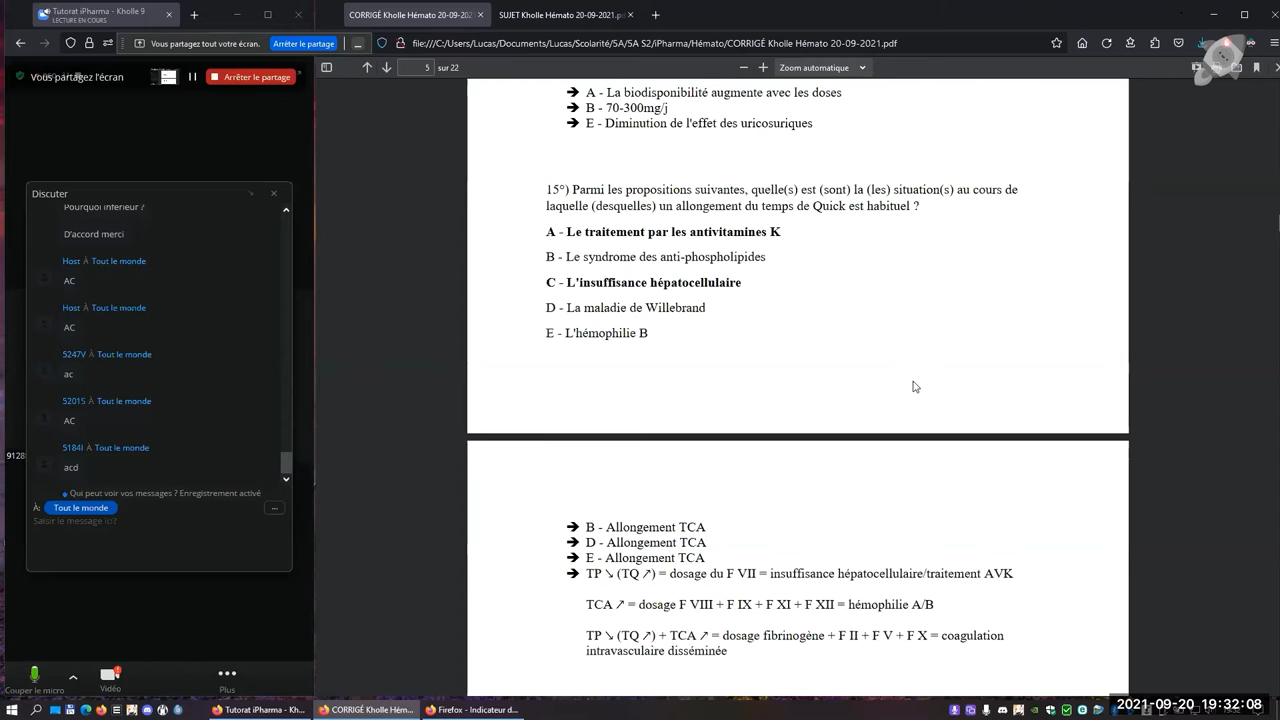 Tutorat iPharma - Kholle 9
LECTURE EN COURS
CORRIGÉ Kholle Hémato 20-09-2021
SUJET Kholle Hémato 20-09-2021.pd
Vous partagez tout écran.
Arrêter le partage
...
file:///C:/Users/Lucas/Documents/Lucas/Scolarité/5A/5A S2/iPharma/Hémato/CORRIGÉ Kholle Hémato 20-09-2021.pdf
Vous partagez l'écran
Arrêter le partage
5
sur 22
Zoom automatique
Discuter
Pourquoi inferieur ?
D'accord merci
Host À Tout le monde
AC
Host À Tout le monde
AC
5247V À Tout le monde
ac
5201S À Tout le monde
AC
5184I À Tout le monde
acd
9128
Qui peut voir vos messages ? Enregistrement activé
À: Tout le monde
...
Saisir le message ici?
Couper le micro
Vidéo
Plus
➔ A - La biodisponibilité augmente avec les doses
➔ B - 70-300mg/j
➔ E - Diminution de l'effet des uricosuriques
15°) Parmi les propositions suivantes, quelle(s) est (sont) la (les) situation(s) au cours de
laquelle (desquelles) un allongement du temps de Quick est habituel ?
A - Le traitement par les antivitamines K
B - Le syndrome des anti-phospholipides
C - L'insuffisance hépatocellulaire
D - La maladie de Willebrand
E - L'hémophilie B
➔ B - Allongement TCA
➔ D - Allongement TCA
➔ E - Allongement TCA
➔ TP ↘ (TQ ↗) = dosage du F VII = insuffisance hépatocellulaire/traitement AVK
TCA ↗ = dosage F VIII + F IX + F XI + F XII = hémophilie A/B
TP ↘ (TQ ↗) + TCA ↗ = dosage fibrinogène + F II + F V + F X = coagulation
intravasculaire disséminée
Tutorat iPharma - Kho...
CORRIGÉ Kholle Hém...
Firefox - Indicateur d...
2021-09-20 19:32:08